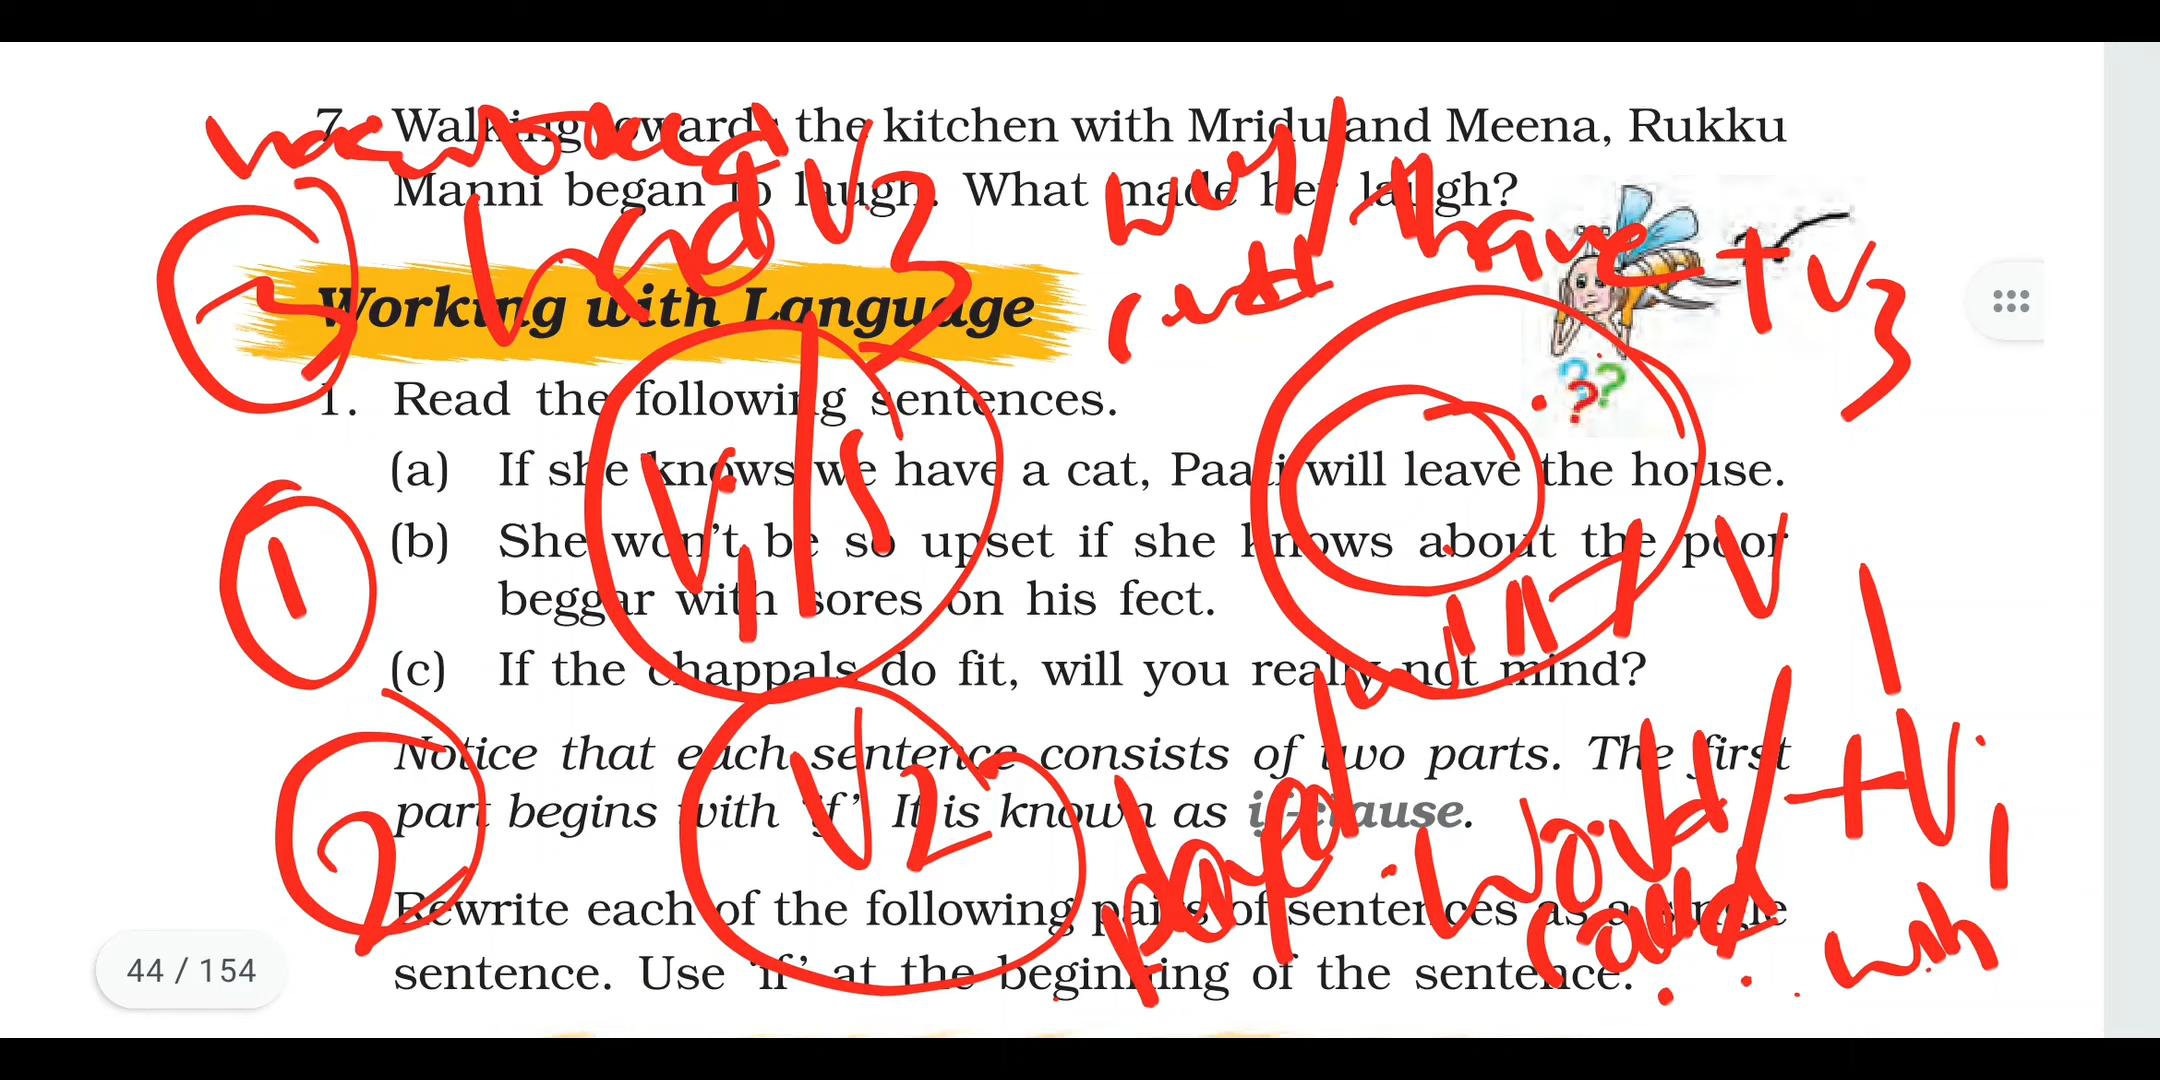 7. Walking towards the kitchen with Mridu and Meena, Rukku
Manni began to laugh. What made her laugh?
had V3
have + V3
Working with Language
1. Read the following sentences.
(a) If she knows we have a cat, Paati will leave the house.
(b) She won't be so upset if she knows about the poor
beggar with sores on his fect.
(c) If the chappals do fit, will you really not mind?
1
V1/s
will + V1
Notice that each sentence consists of two parts. The first
part begins with 'if'. It is known as if-clause.
2
V2
played
would/ + V1
could
wish
Rewrite each of the following pairs of sentences as a single
sentence. Use 'if' at the beginning of the sentence.
44 / 154